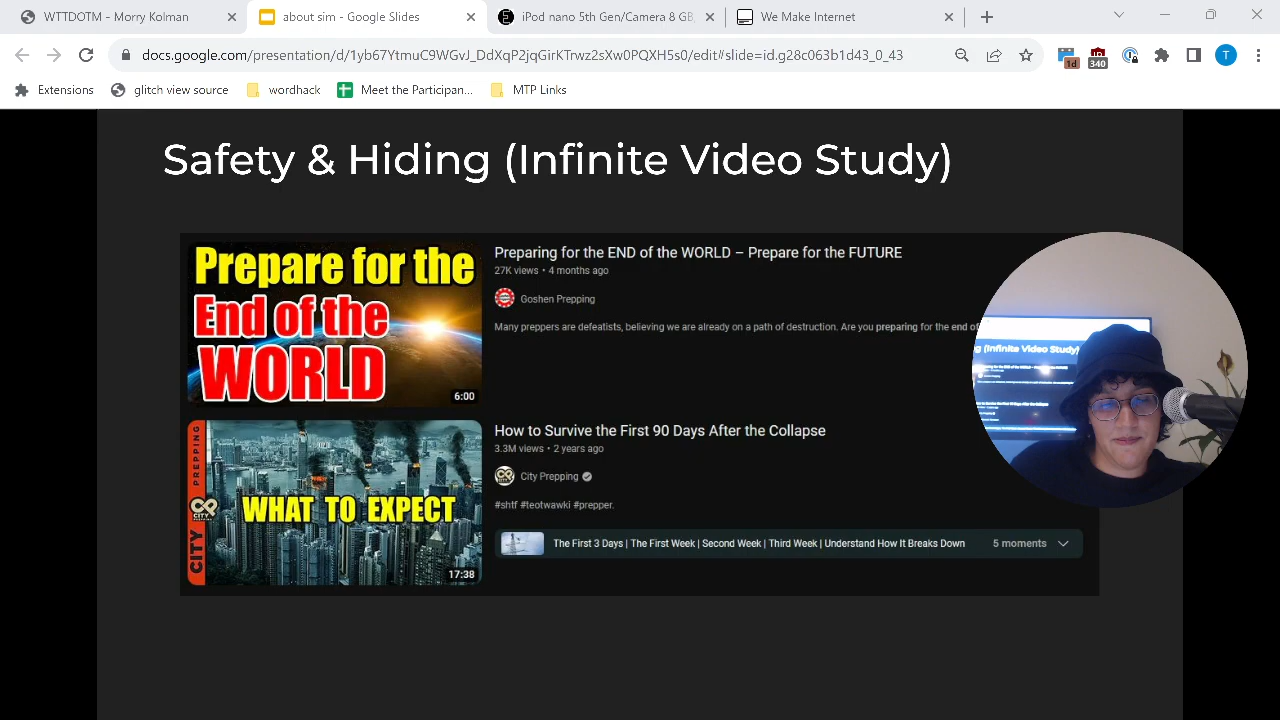 WTTDOTM - Morry Kolman
about sim - Google Slides
iPod nano 5th Gen/Camera 8 GB
We Make Internet
docs.google.com/presentation/d/1yb67YtmuC9WGvJ_DdXqP2jqGirKTrwz2sXw0PQXH5s0/edit#slide=id.g28c063b1d43_0_43
1d
340
T
Extensions
glitch view source
wordhack
Meet the Participan...
MTP Links
Safety & Hiding (Infinite Video Study)
Prepare for the
End of the
WORLD
6:00
Preparing for the END of the WORLD – Prepare for the FUTURE
27K views • 4 months ago
Goshen Prepping
Many preppers are defeatists, believing we are already on a path of destruction. Are you preparing for the end of
g (Infinite Video Study)
PREPPING
CITY
WHAT TO EXPECT
17:38
How to Survive the First 90 Days After the Collapse
3.3M views • 2 years ago
City Prepping
#shtf #teotwawki #prepper.
The First 3 Days | The First Week | Second Week | Third Week | Understand How It Breaks Down
5 moments